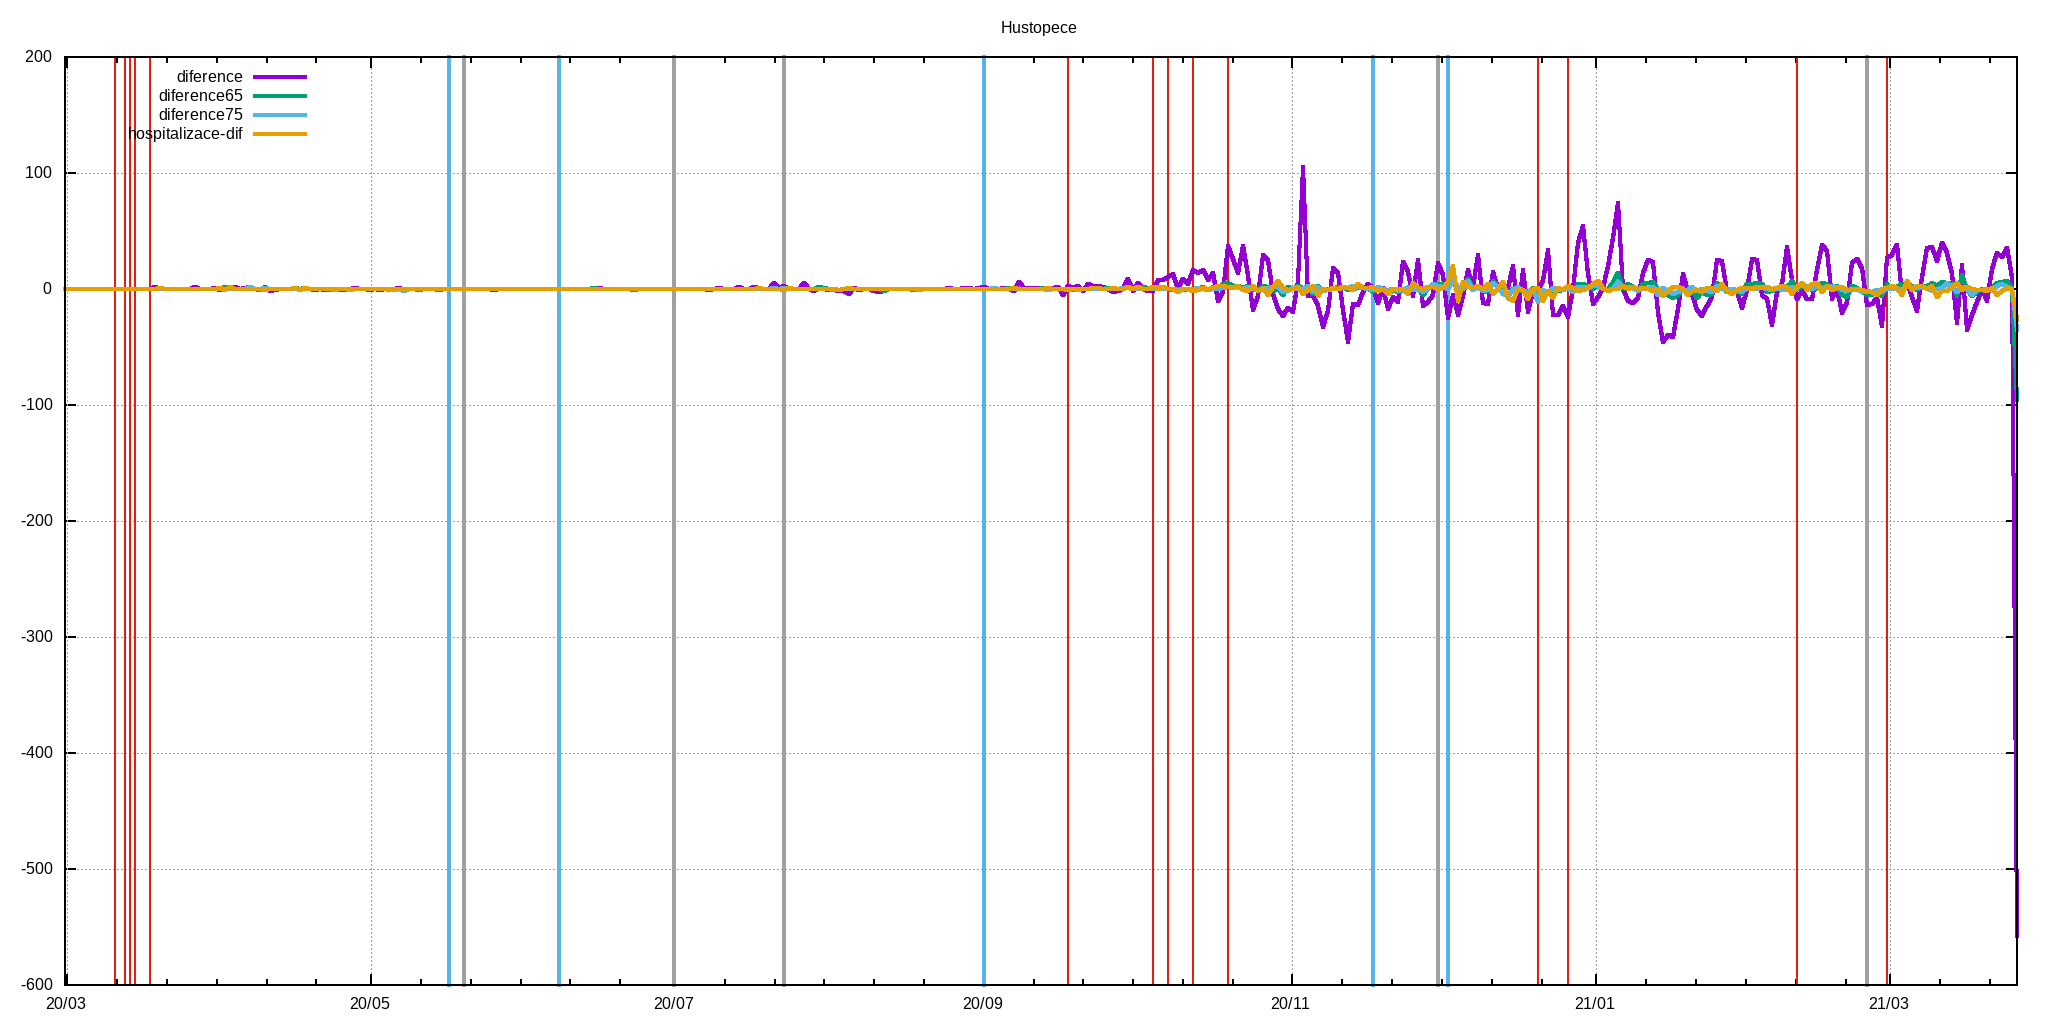 Hustopece
200
diference
diference65
diference75
hospitalizace-dif
100
0
-100
-200
-300
-400
-500
-600
20/03 20/05 20/07 20/09 20/11 21/01 21/03